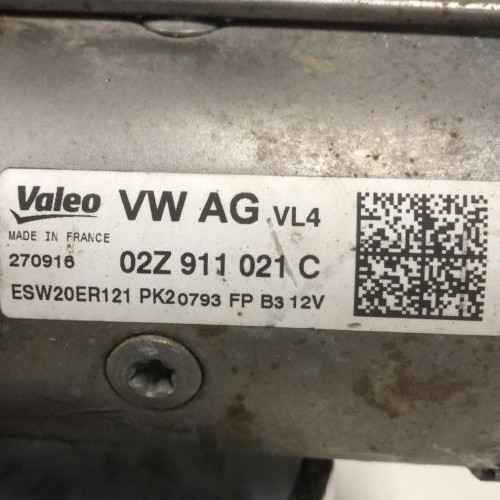 Valeo VW AG VL4
MADE IN FRANCE
270916 02Z 911 021 C
ESW20ER121 PK20793 FP B3 12V